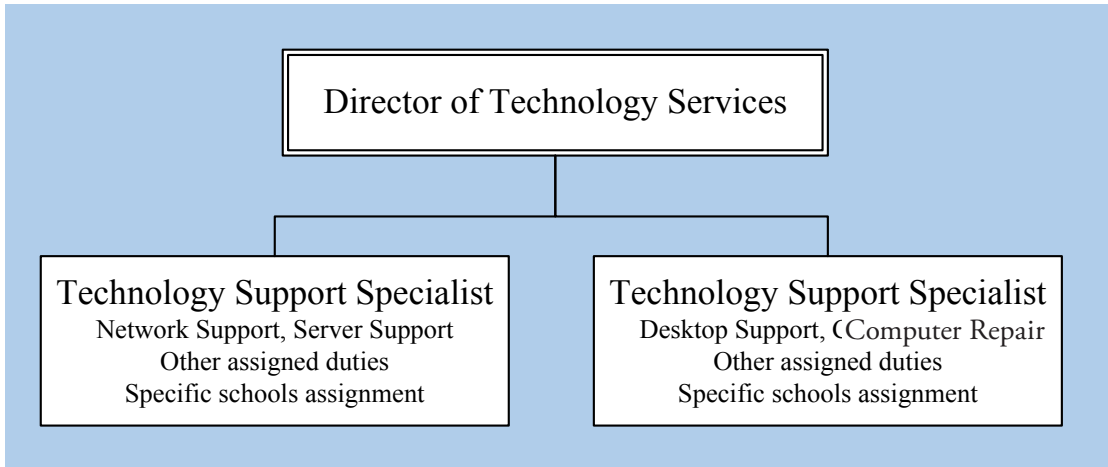 Director of Technology Services
Technology Support Specialist
Network Support, Server Support
Other assigned duties
Specific schools assignment
Technology Support Specialist
Desktop Support, Computer Repair
Other assigned duties
Specific schools assignment